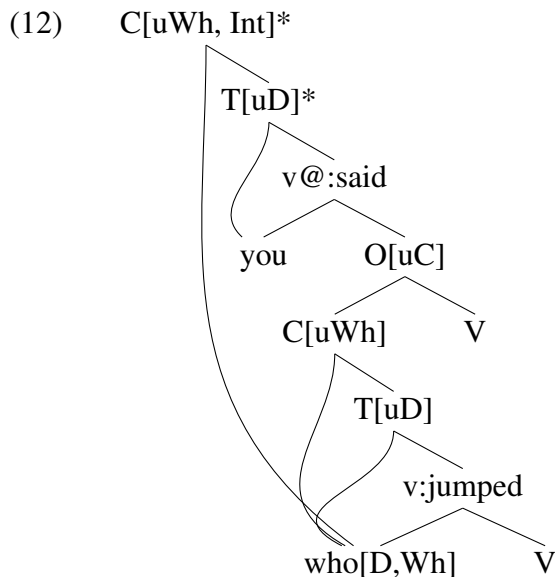 (12) C[uWh, Int]*
T[uD]*
v@:said
you O[uC]
C[uWh] V
T[uD]
v:jumped
who[D,Wh] V